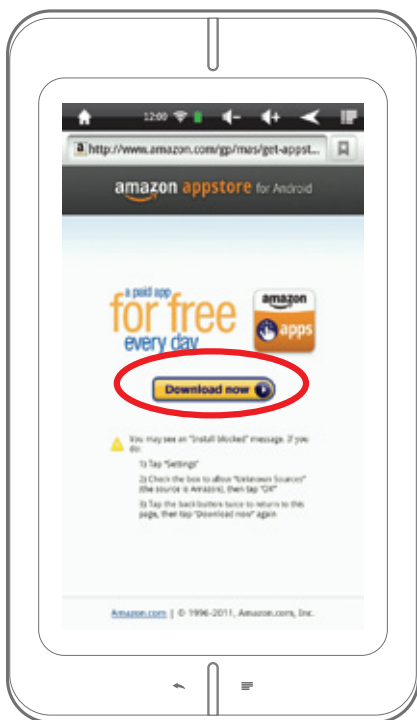 12:00
a http://www.amazon.com/gp/mas/get-appst...
amazon appstore for Android
a paid app
for free
every day
amazon
apps
Download now
You may see an "Install blocked" message. If you
do:
1) Tap "Settings"
2) Check the box to allow "Unknown Sources"
(the source is Amazon), then tap "OK"
3) Tap the back button twice to return to this
page, then tap "Download now" again
Amazon.com | © 1996-2011, Amazon.com, Inc.